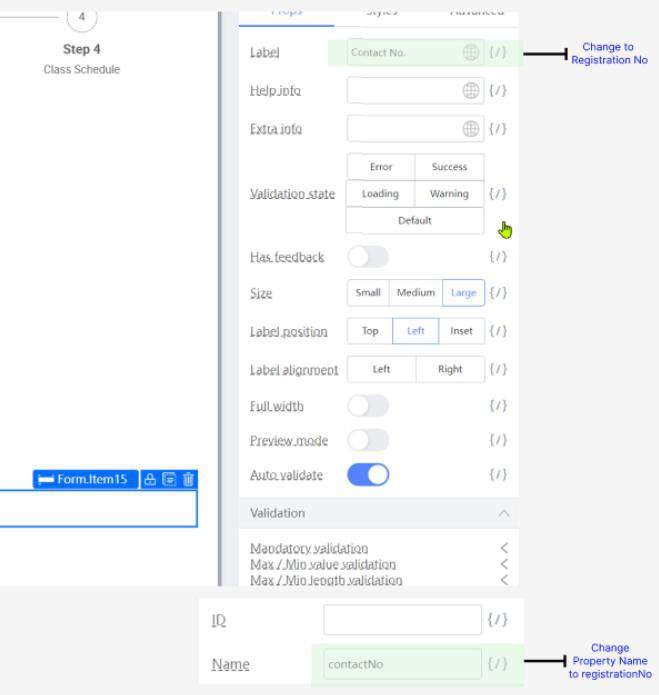 4
Step 4
Class Schedule
Props Styles Advanced
Label Contact No. {/}
Change to
Registration No
Help info {/}
Extra info {/}
Error Success
Validation state Loading Warning {/}
Default
Has feedback {/}
Size Small Medium Large {/}
Label position Top Left Inset {/}
Label alignment Left Right {/}
Full width {/}
Preview mode {/}
Auto validate {/}
Form.Item15
Validation
Mandatory validation
Max / Min value validation
Max / Min length validation
ID {/}
Name contactNo {/}
Change
Property Name
to registrationNo